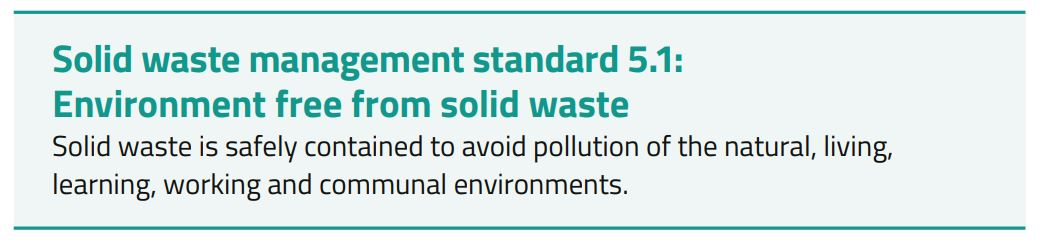 Solid waste management standard 5.1:
Environment free from solid waste
Solid waste is safely contained to avoid pollution of the natural, living,
learning, working and communal environments.